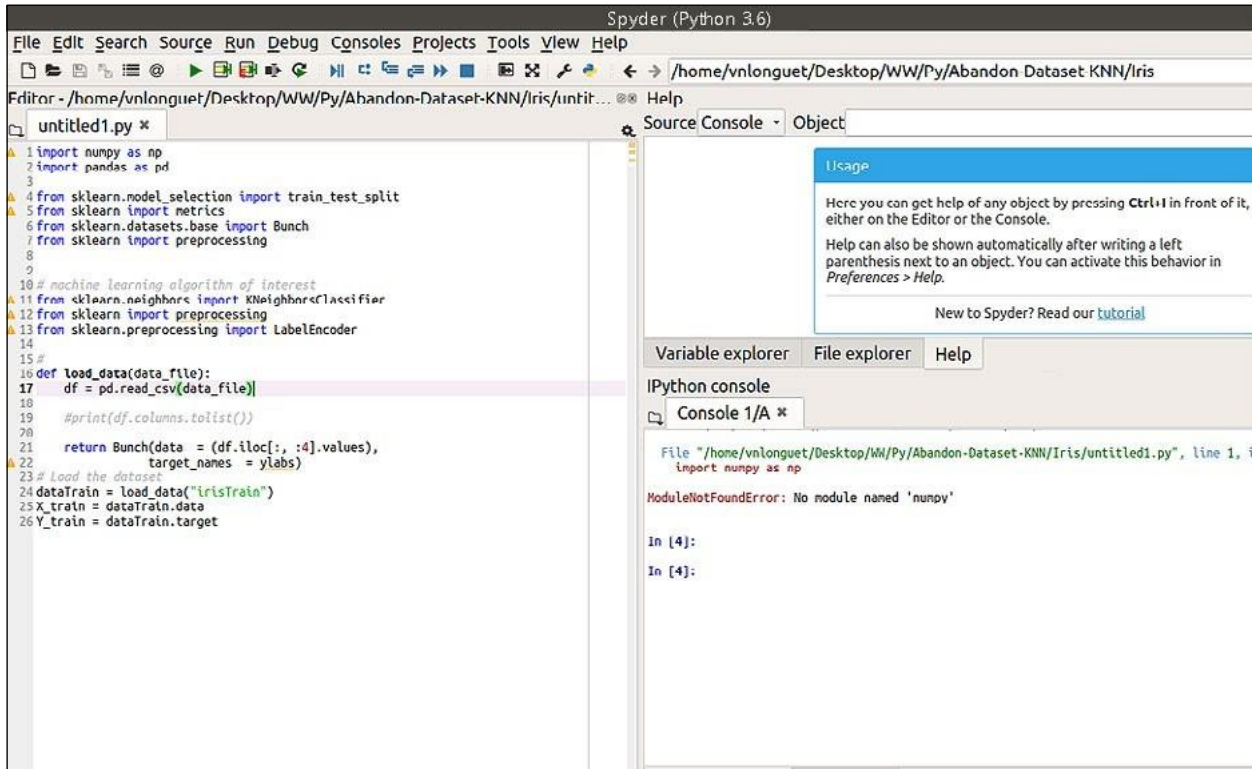 Spyder (Python 3.6)
File Edit Search Source Run Debug Consoles Projects Tools View Help
/home/vnlonguet/Desktop/WW/Py/Abandon-Dataset-KNN/Iris
Editor - /home/vnlonguet/Desktop/WW/Py/Abandon-Dataset-KNN/Iris/untit...
untitled1.py
1 import numpy as np
2 import pandas as pd
3
4 from sklearn.model_selection import train_test_split
5 from sklearn import metrics
6 from sklearn.datasets.base import Bunch
7 from sklearn import preprocessing
8
9
10 # machine learning algorithm of interest
11 from sklearn.neighbors import KNeighborsClassifier
12 from sklearn import preprocessing
13 from sklearn.preprocessing import LabelEncoder
14
15 #
16 def load_data(data_file):
17     df = pd.read_csv(data_file)
18
19     #print(df.columns.tolist())
20
21     return Bunch(data  = (df.iloc[:, :4].values),
22                 target_names  = ylabs)
23 # Load the dataset
24 dataTrain = load_data("irisTrain")
25 X_train = dataTrain.data
26 Y_train = dataTrain.target
Help
Source Console Object
Usage
Here you can get help of any object by pressing Ctrl+I in front of it,
either on the Editor or the Console.
Help can also be shown automatically after writing a left
parenthesis next to an object. You can activate this behavior in
Preferences > Help.
New to Spyder? Read our tutorial
Variable explorer File explorer Help
IPython console
Console 1/A
File "/home/vnlonguet/Desktop/WW/Py/Abandon-Dataset-KNN/Iris/untitled1.py", line 1, i
import numpy as np
ModuleNotFoundError: No module named 'numpy'
In [4]:
In [4]: